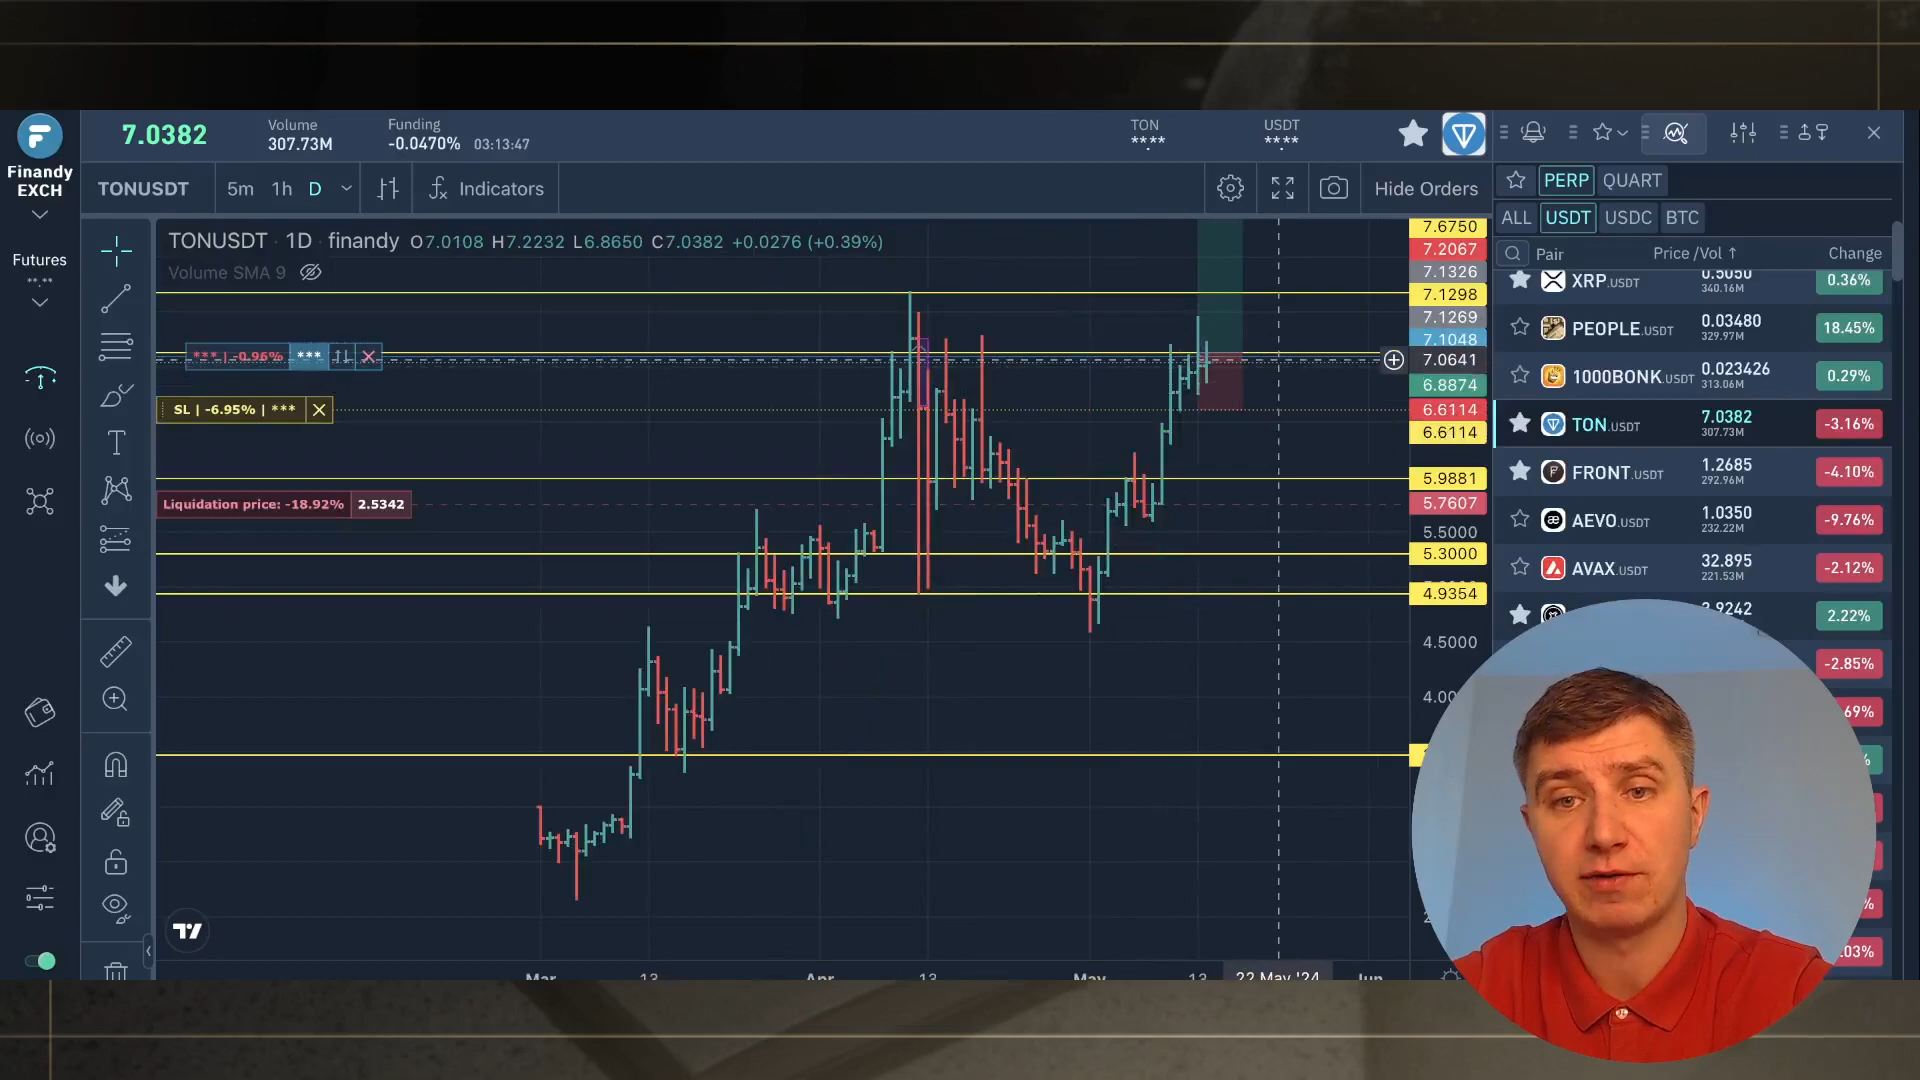 7.0382
Volume
307.73M
Funding
-0.0470% 03:13:47
TON
****
USDT
****
Finandy
EXCH
Futures
**.**
TONUSDT
5m 1h D
Indicators
Hide Orders
TONUSDT · 1D · finandy O7.0108 H7.2232 L6.8650 C7.0382 +0.0276 (+0.39%)
Volume SMA 9
*** | -0.96% ***
SL | -6.95% | ***
Liquidation price: -18.92% 2.5342
7.6750
7.2067
7.1326
7.1298
7.1269
7.1048
7.0641
6.8874
6.6114
6.6114
5.9881
5.7607
5.5000
5.3000
4.9354
4.5000
4.00
Mar 13 Apr 13 May 13 22 May '24 Jun
PERP QUART
ALL USDT USDC BTC
Pair Price /Vol ↑ Change
XRP.USDT 0.5050 340.16M 0.36%
PEOPLE.USDT 0.03480 329.97M 18.45%
1000BONK.USDT 0.023426 313.06M 0.29%
TON.USDT 7.0382 307.73M -3.16%
FRONT.USDT 1.2685 292.96M -4.10%
AEVO.USDT 1.0350 232.22M -9.76%
AVAX.USDT 32.895 221.53M -2.12%
2.22%
-2.85%